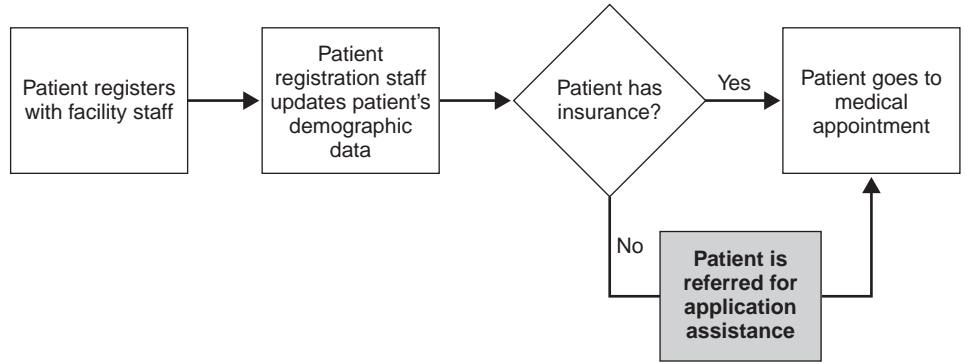 Patient registers
with facility staff
Patient
registration staff
updates patient’s
demographic
data
Patient has
insurance?
Yes
Patient goes to
medical
appointment
No
Patient is
referred for
application
assistance